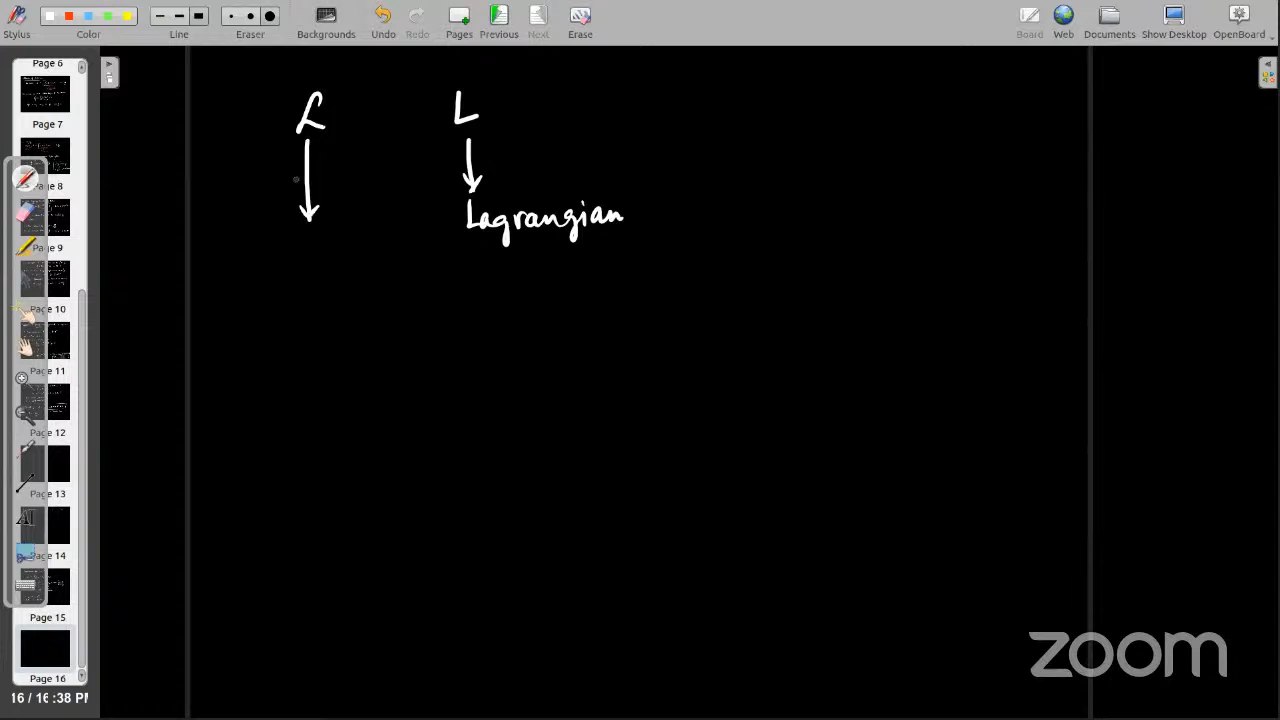 Stylus Color Line Eraser Backgrounds Undo Redo Pages Previous Next Erase Board Web Documents Show Desktop OpenBoard
Page 6
Page 7
Page 8
Page 9
Page 10
Page 11
Page 12
Page 13
Page 14
Page 15
Page 16
ℒ L
Lagrangian
zoom